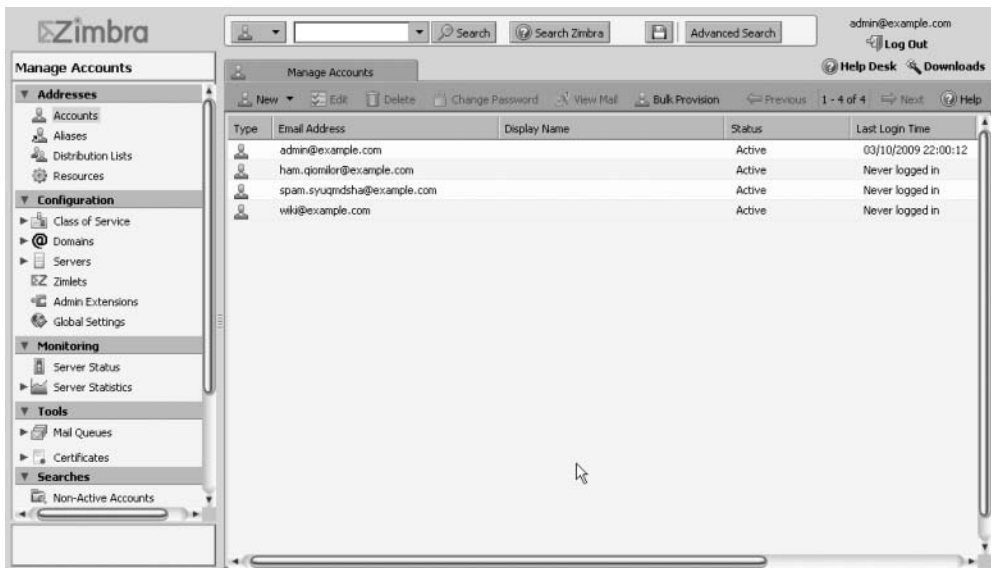 Zimbra
Search
Search Zimbra
Advanced Search
admin@example.com
Log Out
Help Desk
Downloads
Manage Accounts
Addresses
Accounts
Aliases
Distribution Lists
Resources
Configuration
Class of Service
Domains
Servers
Zimlets
Admin Extensions
Global Settings
Monitoring
Server Status
Server Statistics
Tools
Mail Queues
Certificates
Searches
Non-Active Accounts
Manage Accounts
New Edit Delete Change Password View Mail Bulk Provision Previous 1 - 4 of 4 Next Help
Type Email Address Display Name Status Last Login Time
admin@example.com Active 03/10/2009 22:00:12
ham.qiomilor@example.com Active Never logged in
spam.syuqmdsha@example.com Active Never logged in
wiki@example.com Active Never logged in